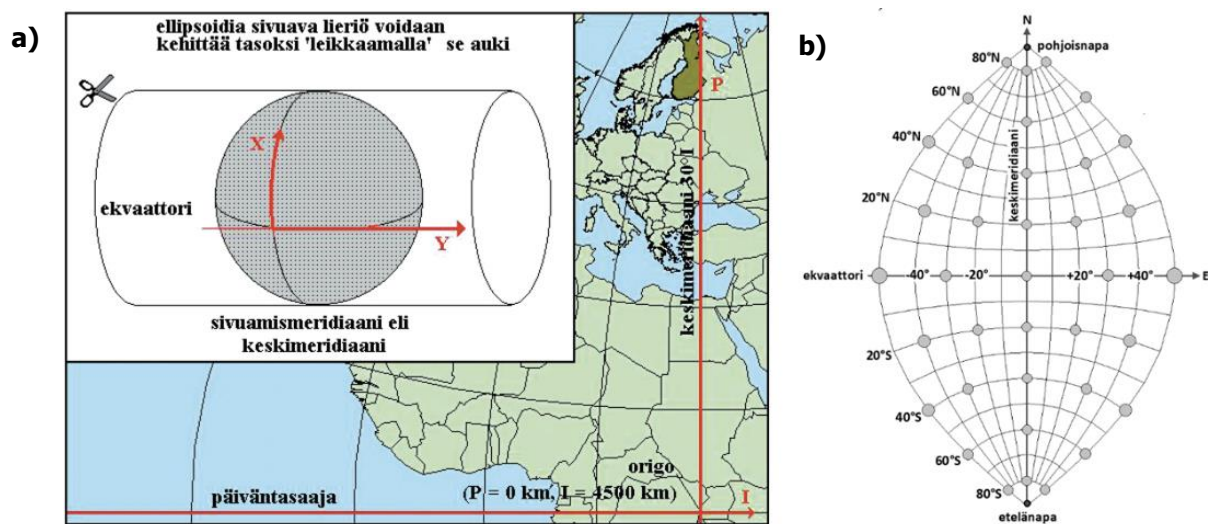 a)
ellipsoidia sivuava lieriö voidaan
kehittää tasoksi 'leikkaamalla' se auki
X
ekvaattori
Y
sivuamismeridiaani eli
keskimeridiaani
P
keskimeridiaani 30°I
origo
(P = 0 km, I = 4500 km)
päiväntasaaja
I
b)
N
pohjoisnapa
80°N
60°N
40°N
keskimeridiaani
20°N
ekvaattori
-40°
-20°
+20°
+40°
E
20°S
40°S
60°S
80°S
etelänapa